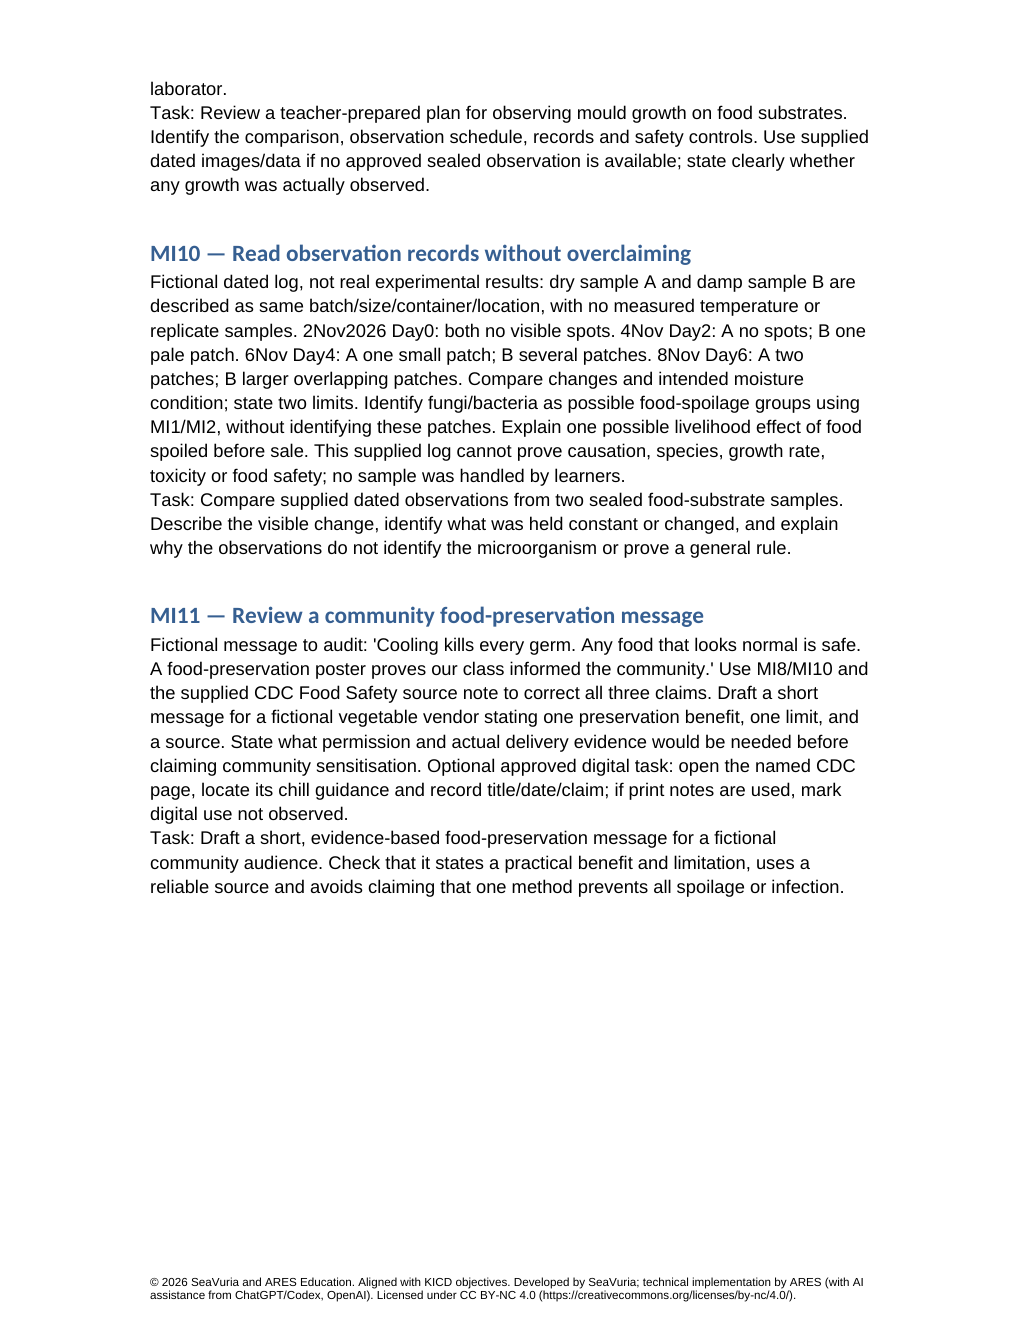 laborator.
Task: Review a teacher-prepared plan for observing mould growth on food substrates.
Identify the comparison, observation schedule, records and safety controls. Use supplied
dated images/data if no approved sealed observation is available; state clearly whether
any growth was actually observed.
MI10 — Read observation records without overclaiming
Fictional dated log, not real experimental results: dry sample A and damp sample B are
described as same batch/size/container/location, with no measured temperature or
replicate samples. 2Nov2026 Day0: both no visible spots. 4Nov Day2: A no spots; B one
pale patch. 6Nov Day4: A one small patch; B several patches. 8Nov Day6: A two
patches; B larger overlapping patches. Compare changes and intended moisture
condition; state two limits. Identify fungi/bacteria as possible food-spoilage groups using
MI1/MI2, without identifying these patches. Explain one possible livelihood effect of food
spoiled before sale. This supplied log cannot prove causation, species, growth rate,
toxicity or food safety; no sample was handled by learners.
Task: Compare supplied dated observations from two sealed food-substrate samples.
Describe the visible change, identify what was held constant or changed, and explain
why the observations do not identify the microorganism or prove a general rule.
MI11 — Review a community food-preservation message
Fictional message to audit: 'Cooling kills every germ. Any food that looks normal is safe.
A food-preservation poster proves our class informed the community.' Use MI8/MI10 and
the supplied CDC Food Safety source note to correct all three claims. Draft a short
message for a fictional vegetable vendor stating one preservation benefit, one limit, and
a source. State what permission and actual delivery evidence would be needed before
claiming community sensitisation. Optional approved digital task: open the named CDC
page, locate its chill guidance and record title/date/claim; if print notes are used, mark
digital use not observed.
Task: Draft a short, evidence-based food-preservation message for a fictional
community audience. Check that it states a practical benefit and limitation, uses a
reliable source and avoids claiming that one method prevents all spoilage or infection.
© 2026 SeaVuria and ARES Education. Aligned with KICD objectives. Developed by SeaVuria; technical implementation by ARES (with AI
assistance from ChatGPT/Codex, OpenAI). Licensed under CC BY-NC 4.0 (https://creativecommons.org/licenses/by-nc/4.0/).